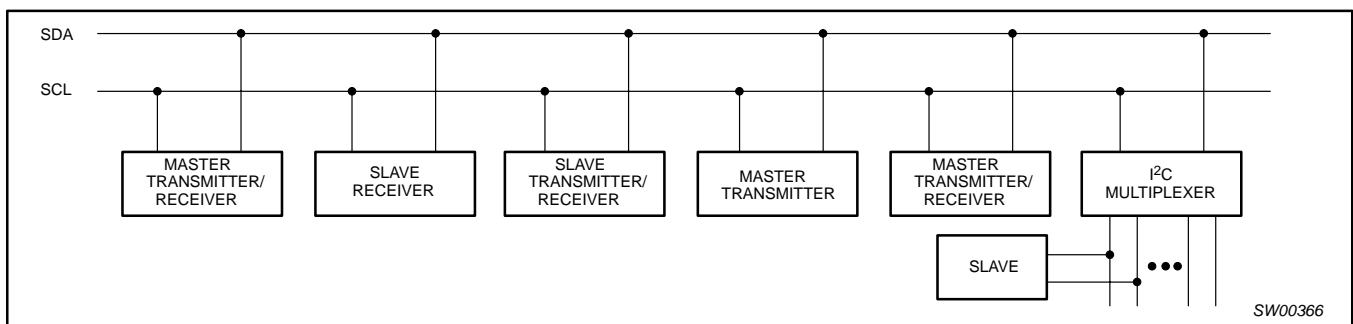 SDA
SCL
MASTER
TRANSMITTER/
RECEIVER
SLAVE
RECEIVER
SLAVE
TRANSMITTER/
RECEIVER
MASTER
TRANSMITTER
MASTER
TRANSMITTER/
RECEIVER
I²C
MULTIPLEXER
SLAVE
SW00366